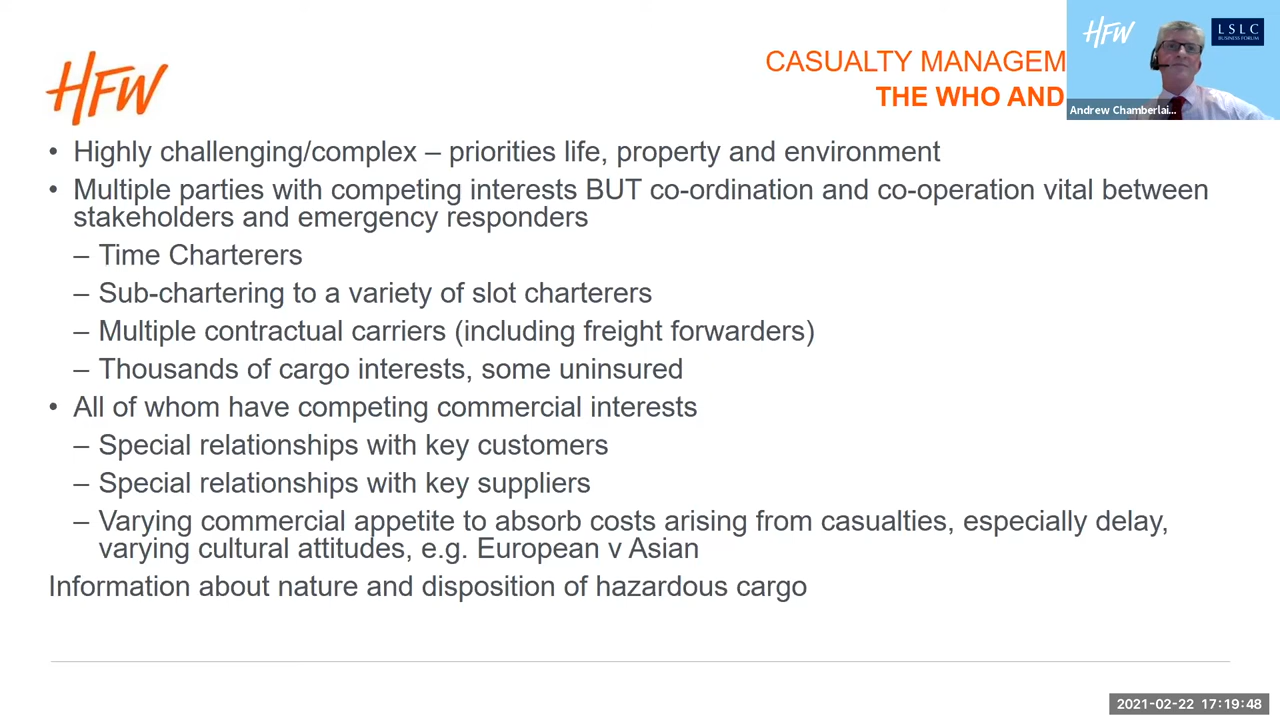 HFW
CASUALTY MANAGEM
THE WHO AND
HFW
LSLC
BUSINESS FORUM
Andrew Chamberlai...
• Highly challenging/complex – priorities life, property and environment
• Multiple parties with competing interests BUT co-ordination and co-operation vital between
stakeholders and emergency responders
– Time Charterers
– Sub-chartering to a variety of slot charterers
– Multiple contractual carriers (including freight forwarders)
– Thousands of cargo interests, some uninsured
• All of whom have competing commercial interests
– Special relationships with key customers
– Special relationships with key suppliers
– Varying commercial appetite to absorb costs arising from casualties, especially delay,
varying cultural attitudes, e.g. European v Asian
Information about nature and disposition of hazardous cargo
2021-02-22 17:19:48